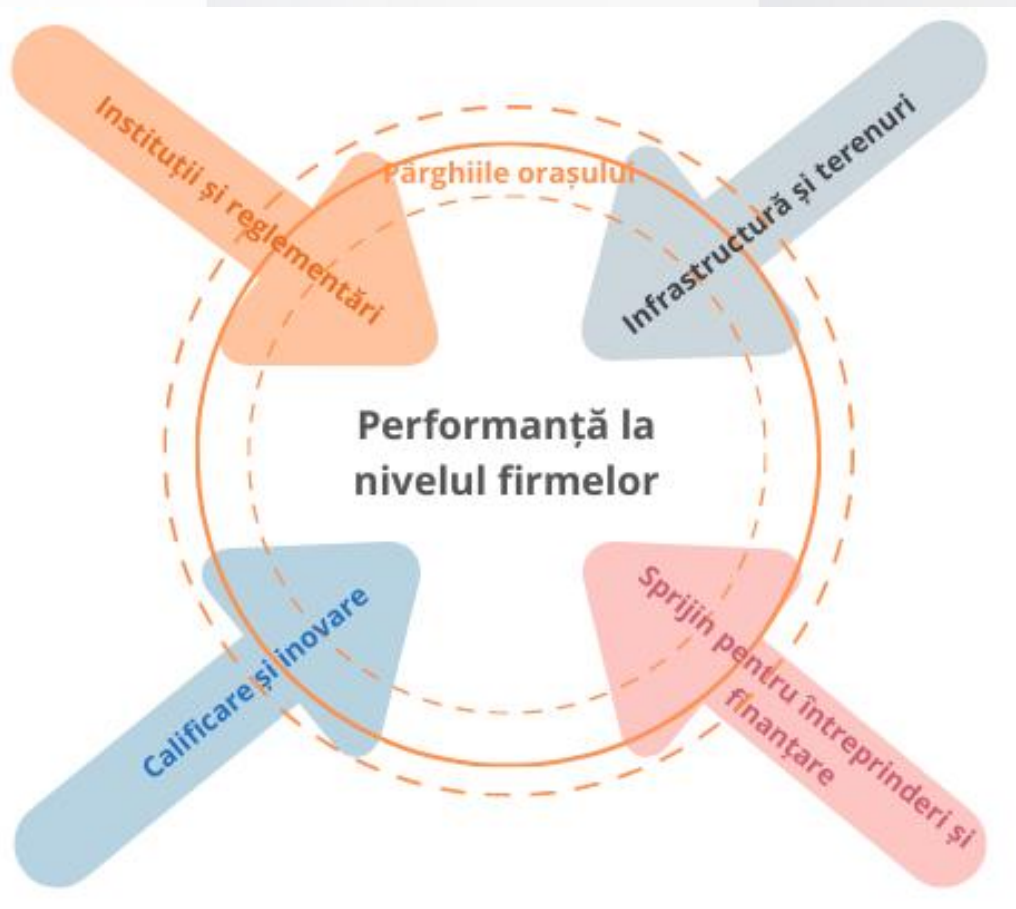 Instituții și reglementări
Pârghiile orașului
Infrastructură și terenuri
Performanță la
nivelul firmelor
Calificare și inovare
Sprijin pentru întreprinderi și
finanțare